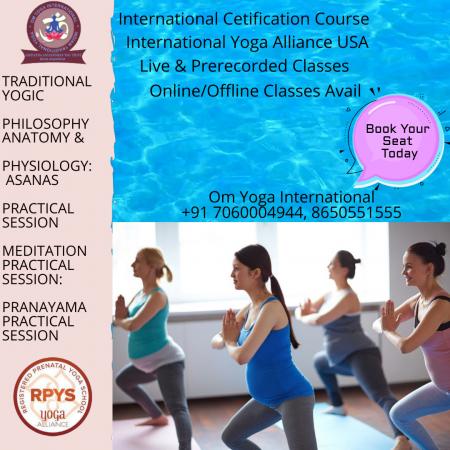 International Cetification Course
International Yoga Alliance USA
Live & Prerecorded Classes
Online/Offline Classes Avail
Book Your
Seat
Today
Om Yoga International
+91 7060004944, 8650551555
TRADITIONAL
YOGIC
PHILOSOPHY
ANATOMY &
PHYSIOLOGY:
ASANAS
PRACTICAL
SESSION
MEDITATION
PRACTICAL
SESSION:
PRANAYAMA
PRACTICAL
SESSION
REGISTERED PRENATAL YOGA SCHOOL
RPYS
yoga
ALLIANCE